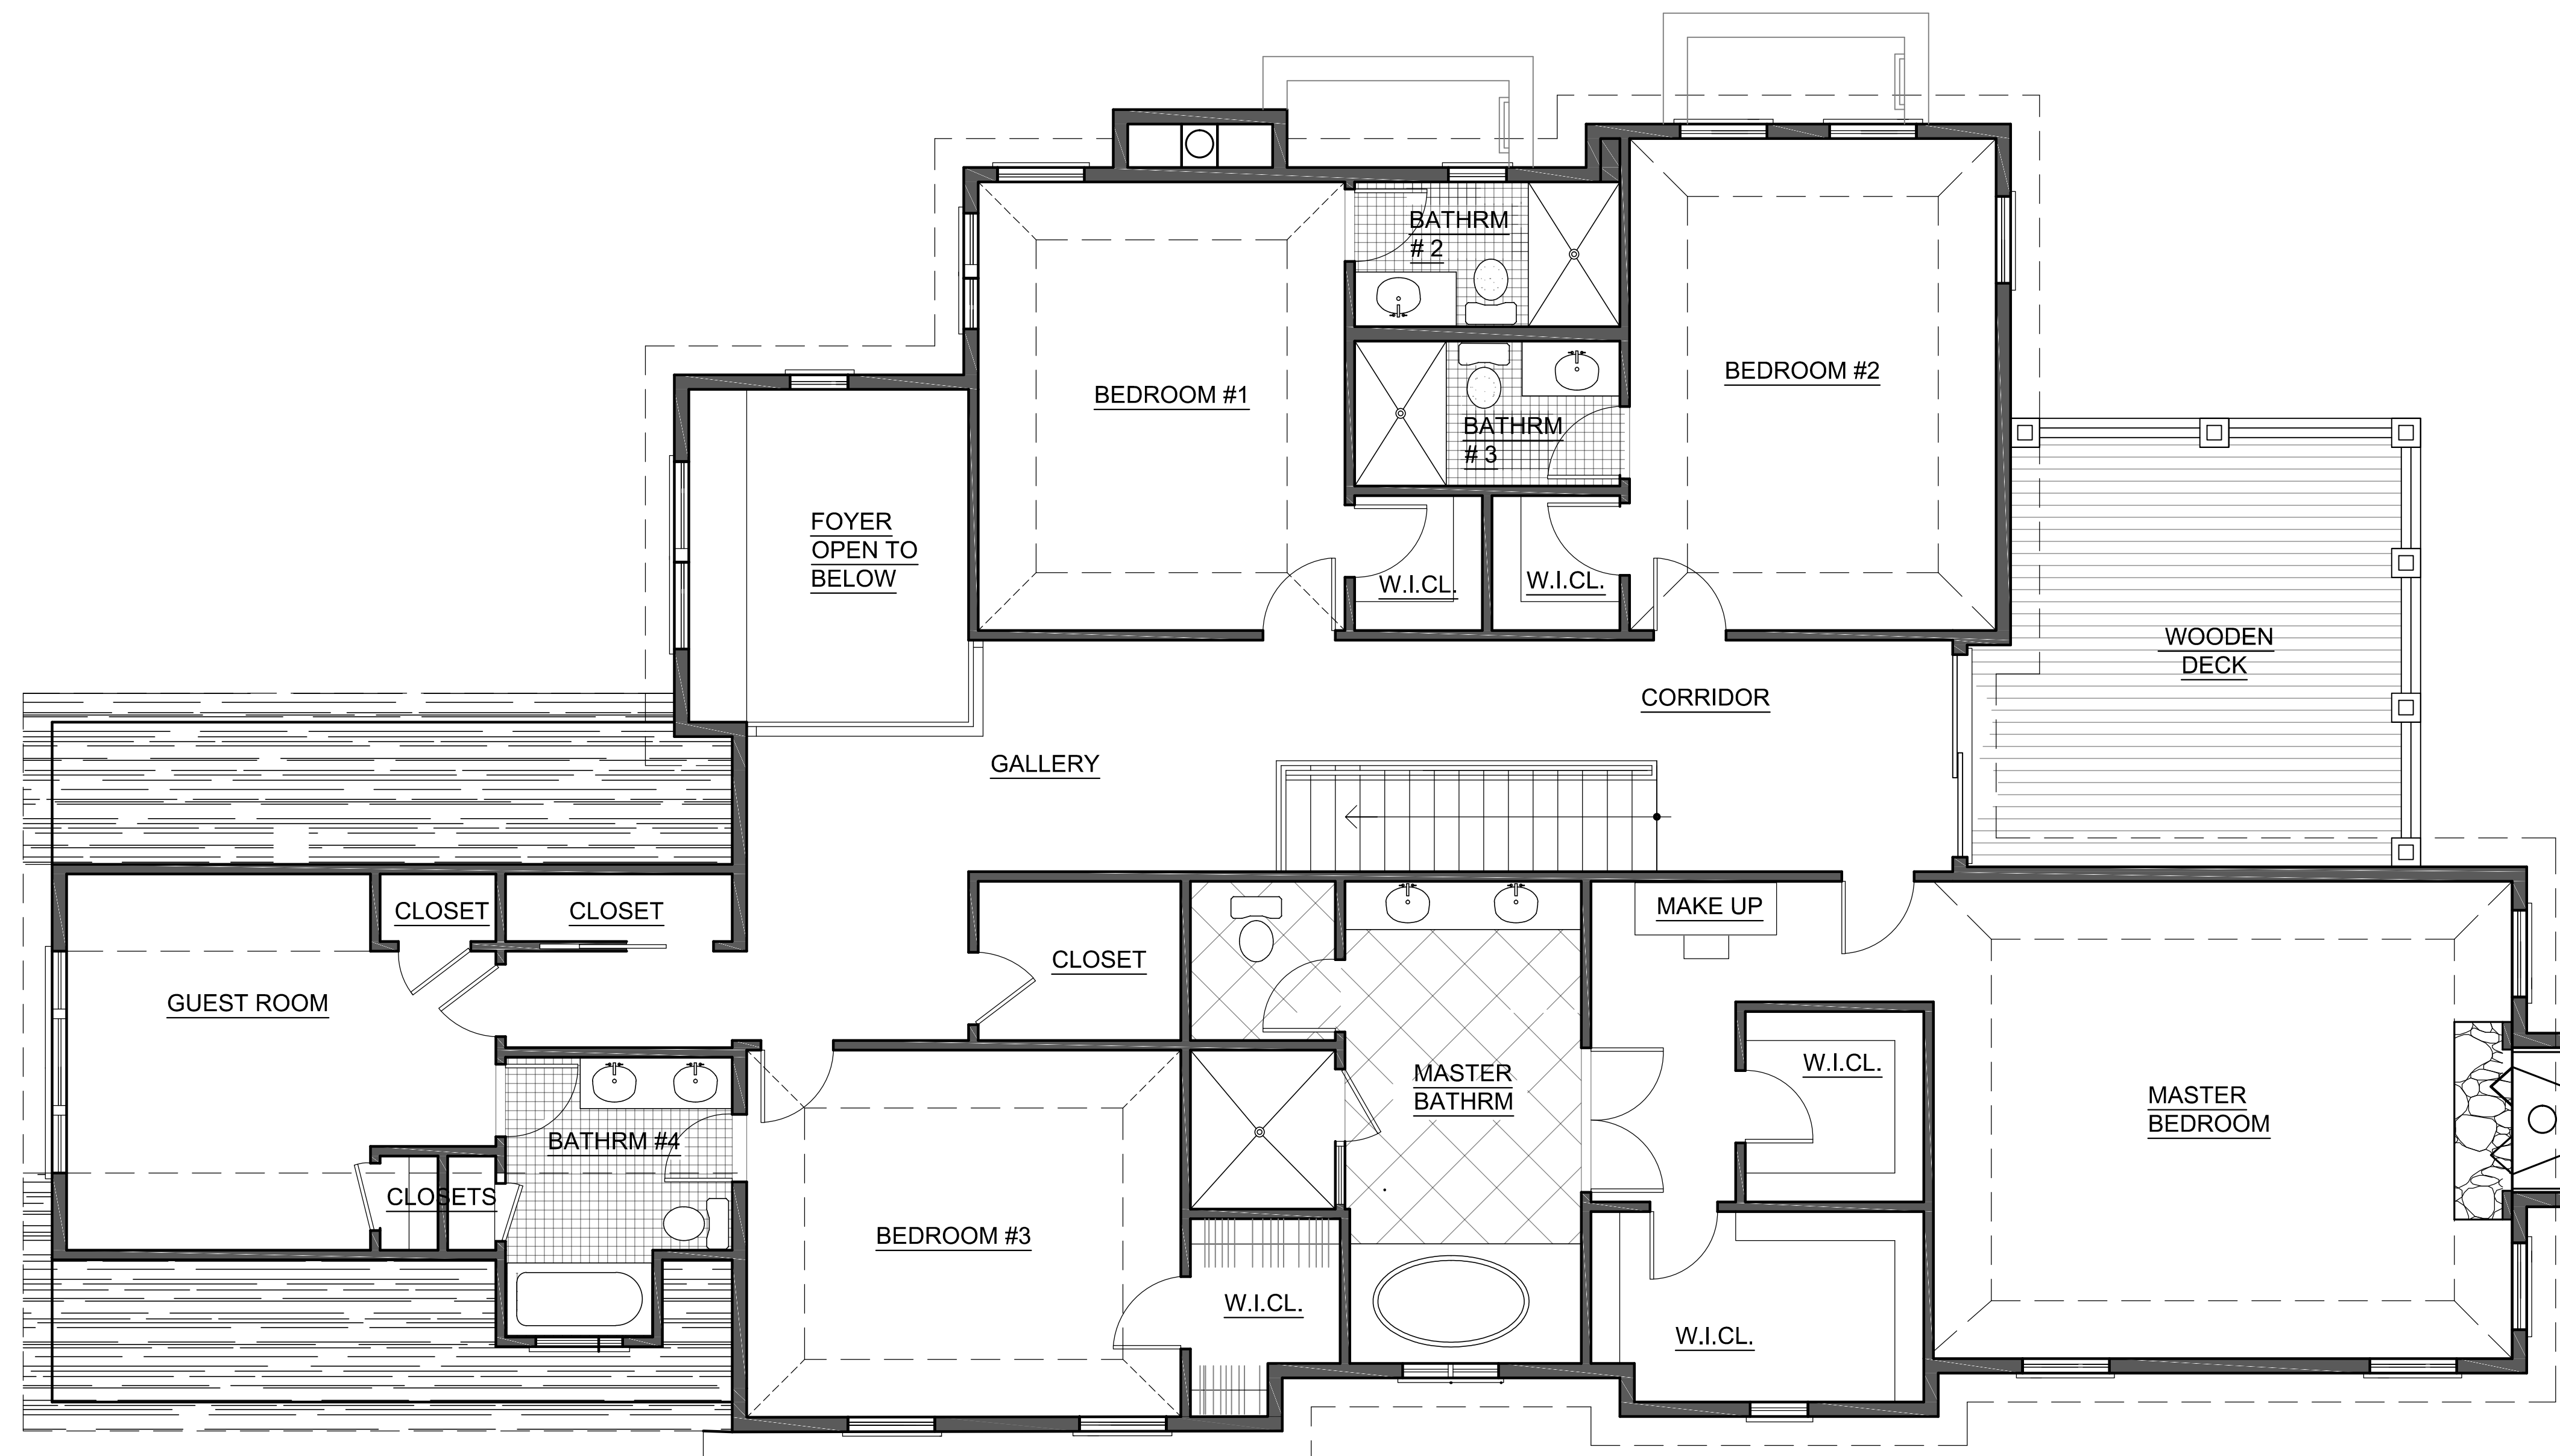 BATHRM
# 2
BEDROOM #1
BEDROOM #2
BATHRM
# 3
FOYER
OPEN TO
BELOW
W.I.CL.
W.I.CL.
WOODEN
DECK
CORRIDOR
GALLERY
CLOSET
CLOSET
MAKE UP
CLOSET
GUEST ROOM
W.I.CL.
MASTER
BATHRM
MASTER
BEDROOM
BATHRM #4
CLOSETS
BEDROOM #3
W.I.CL.
W.I.CL.